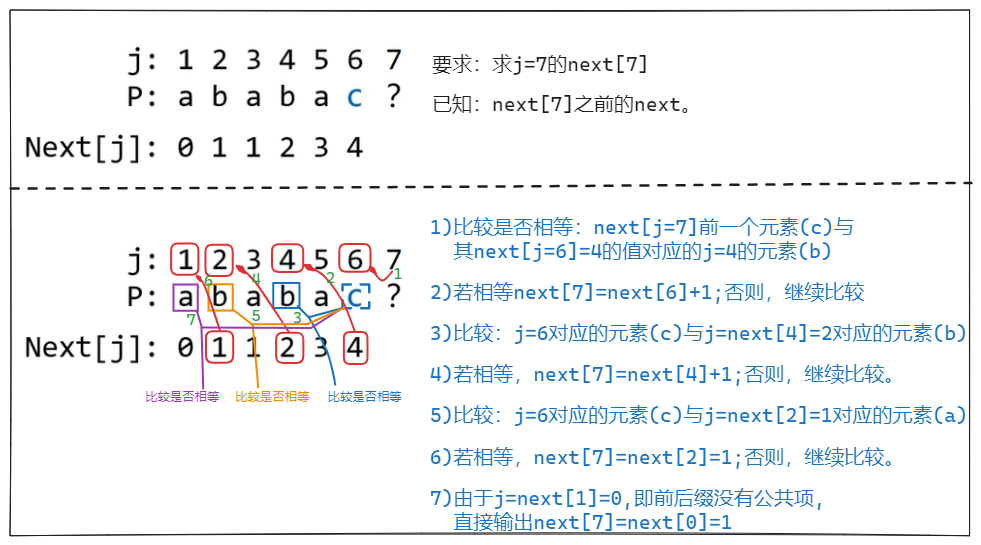 j: 1 2 3 4 5 6 7
P: a b a b a c ?
Next[j]: 0 1 1 2 3 4
要求：求j=7的next[7]
已知：next[7]之前的next。
j: 1 2 3 4 5 6 7
6 4 2 1
P: a b a b a c ?
7 5 3
Next[j]: 0 1 1 2 3 4
比较是否相等 比较是否相等 比较是否相等
1)比较是否相等：next[j=7]前一个元素(c)与
其next[j=6]=4的值对应的j=4的元素(b)
2)若相等next[7]=next[6]+1;否则，继续比较
3)比较：j=6对应的元素(c)与j=next[4]=2对应的元素(b)
4)若相等，next[7]=next[4]+1;否则，继续比较。
5)比较：j=6对应的元素(c)与j=next[2]=1对应的元素(a)
6)若相等，next[7]=next[2]=1;否则，继续比较。
7)由于j=next[1]=0,即前后缀没有公共项，
直接输出next[7]=next[0]=1